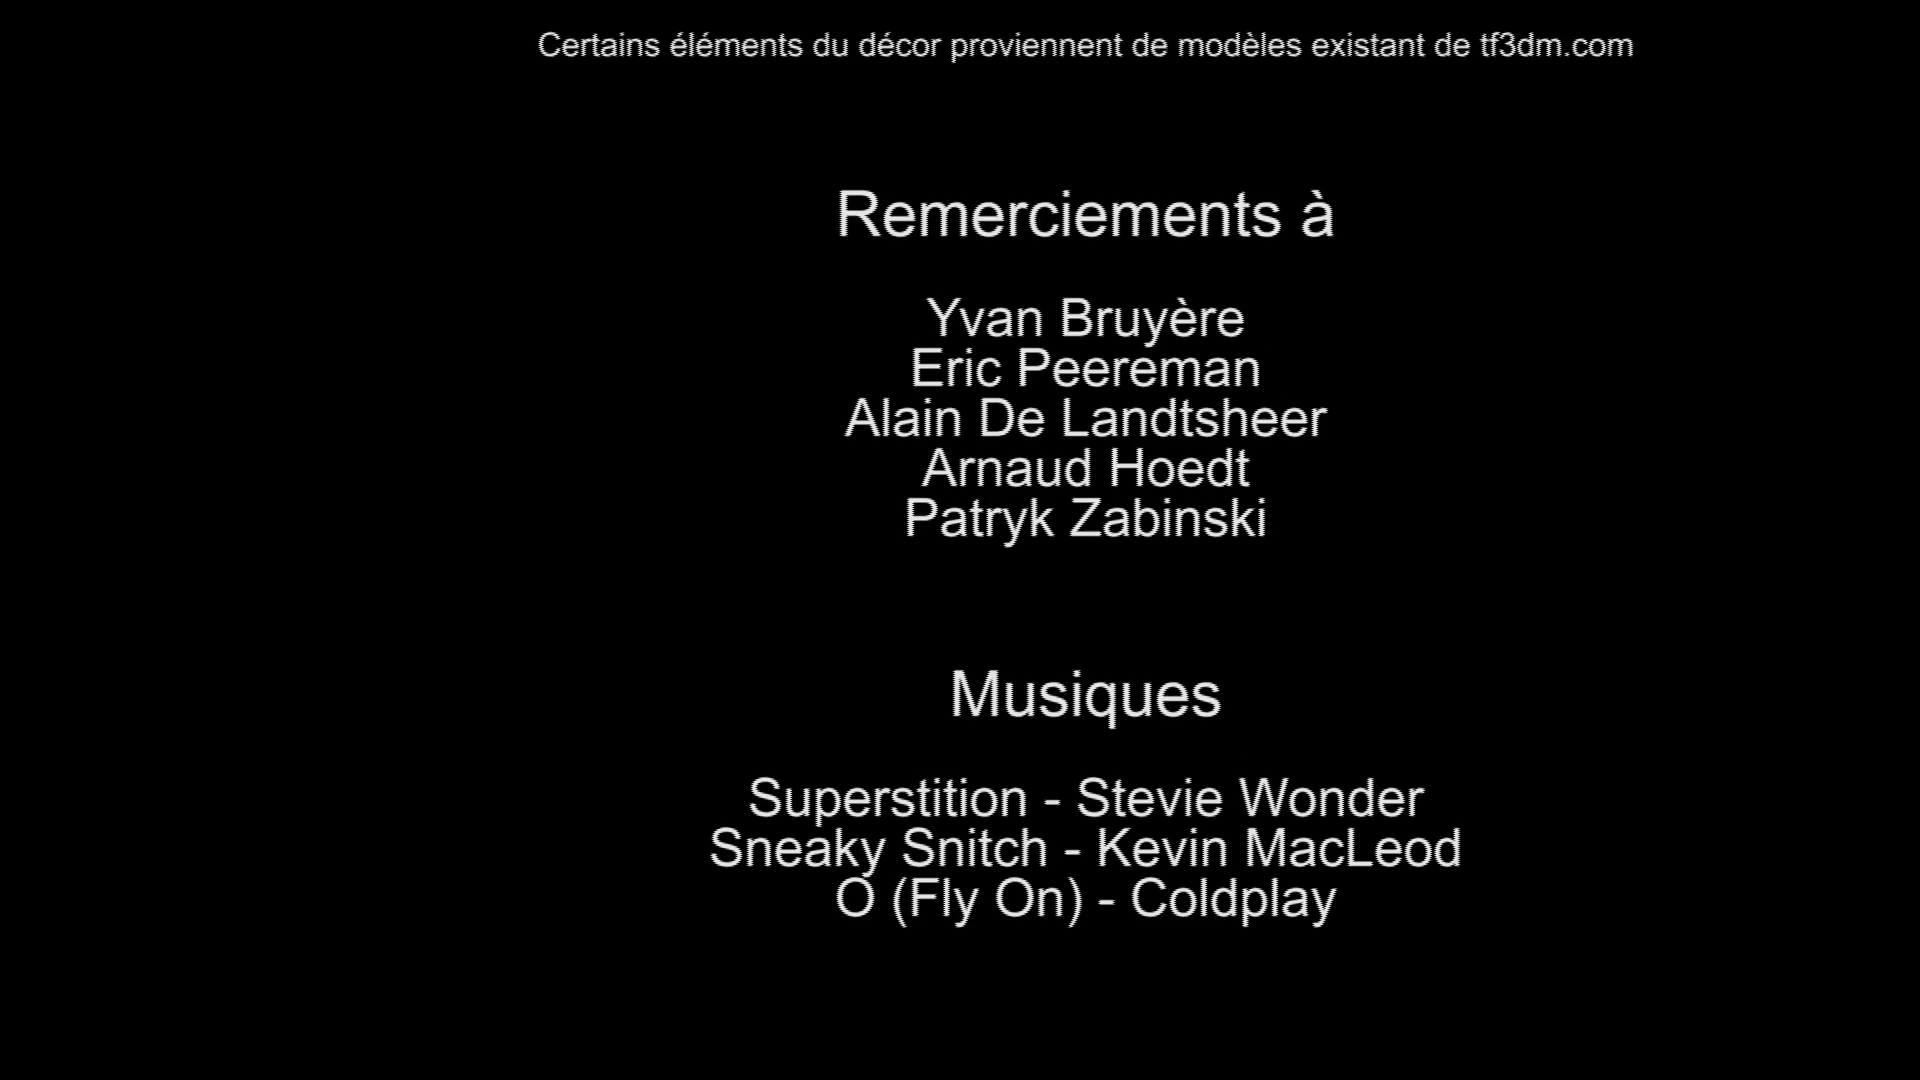 Certains éléments du décor proviennent de modèles existant de tf3dm.com
Remerciements à
Yvan Bruyère
Eric Peereman
Alain De Landtsheer
Arnaud Hoedt
Patryk Zabinski
Musiques
Superstition - Stevie Wonder
Sneaky Snitch - Kevin MacLeod
O (Fly On) - Coldplay